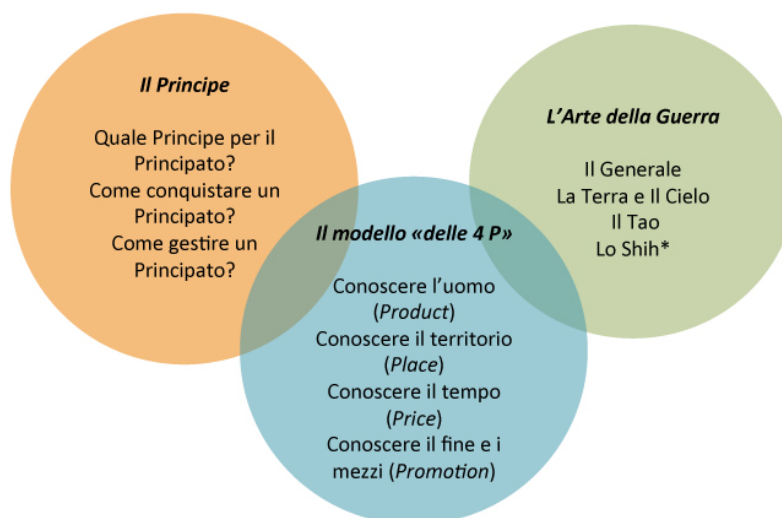 Il Principe
Quale Principe per il
Principato?
Come conquistare un
Principato?
Come gestire un
Principato?
L’Arte della Guerra
Il Generale
La Terra e Il Cielo
Il Tao
Lo Shih*
Il modello «delle 4 P»
Conoscere l’uomo
(Product)
Conoscere il territorio
(Place)
Conoscere il tempo
(Price)
Conoscere il fine e i
mezzi (Promotion)